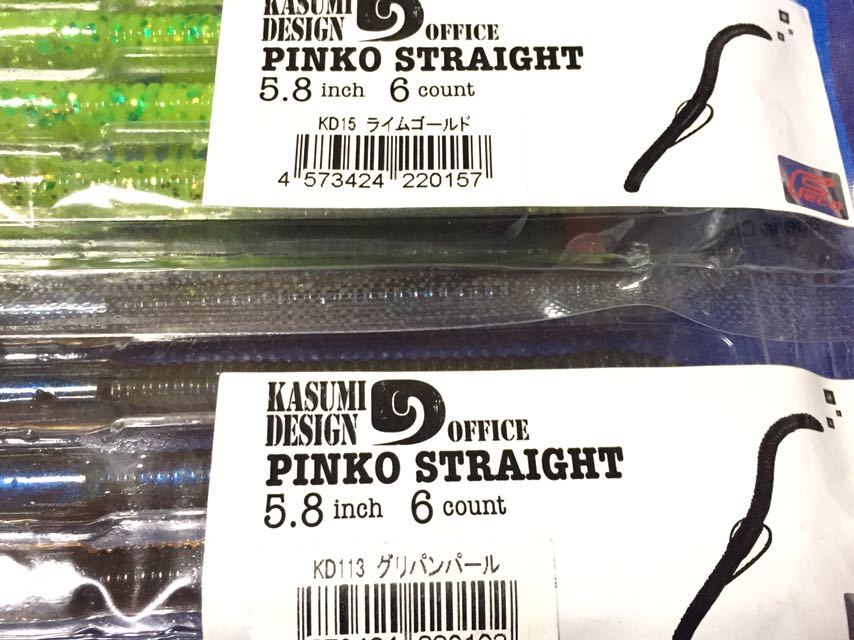 KASUMI
DESIGN OFFICE
PINKO STRAIGHT
5.8 inch 6 count
KD15 ライムゴールド
4 573424 220157
KASUMI
DESIGN OFFICE
PINKO STRAIGHT
5.8 inch 6 count
KD113 グリパンパール